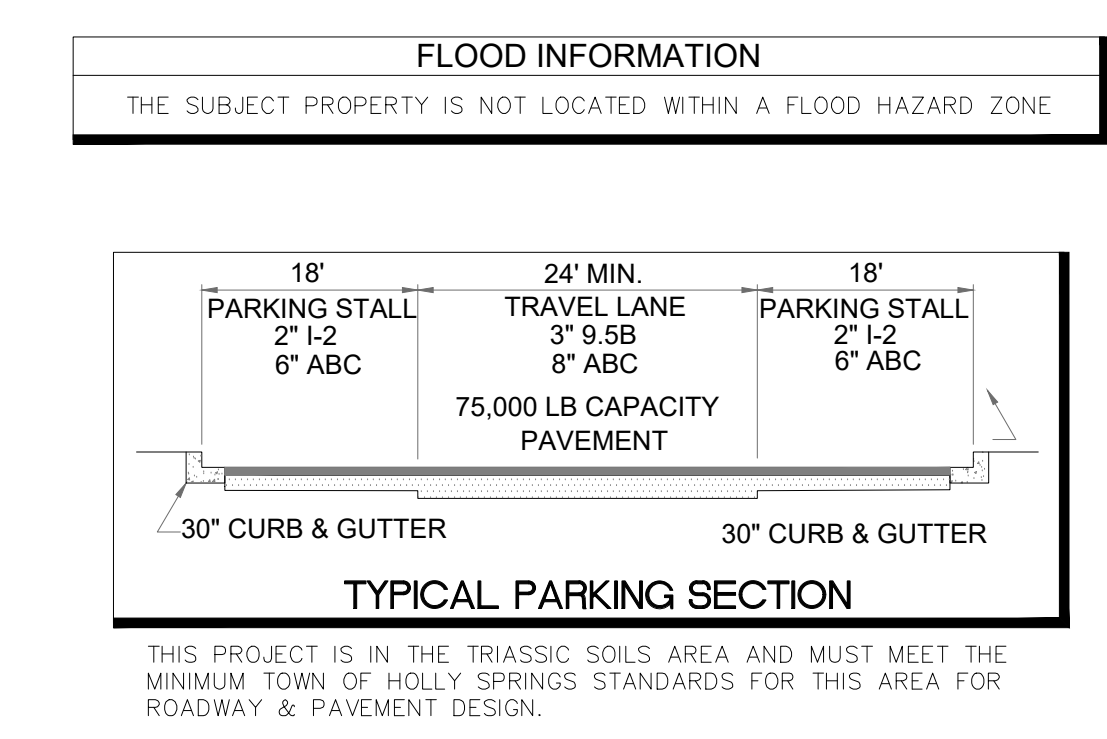 FLOOD INFORMATION
THE SUBJECT PROPERTY IS NOT LOCATED WITHIN A FLOOD HAZARD ZONE
18'
24' MIN.
18'
PARKING STALL
2" I-2
6" ABC
TRAVEL LANE
3" 9.5B
8" ABC
75,000 LB CAPACITY
PAVEMENT
PARKING STALL
2" I-2
6" ABC
30" CURB & GUTTER
30" CURB & GUTTER
TYPICAL PARKING SECTION
THIS PROJECT IS IN THE TRIASSIC SOILS AREA AND MUST MEET THE
MINIMUM TOWN OF HOLLY SPRINGS STANDARDS FOR THIS AREA FOR
ROADWAY & PAVEMENT DESIGN.